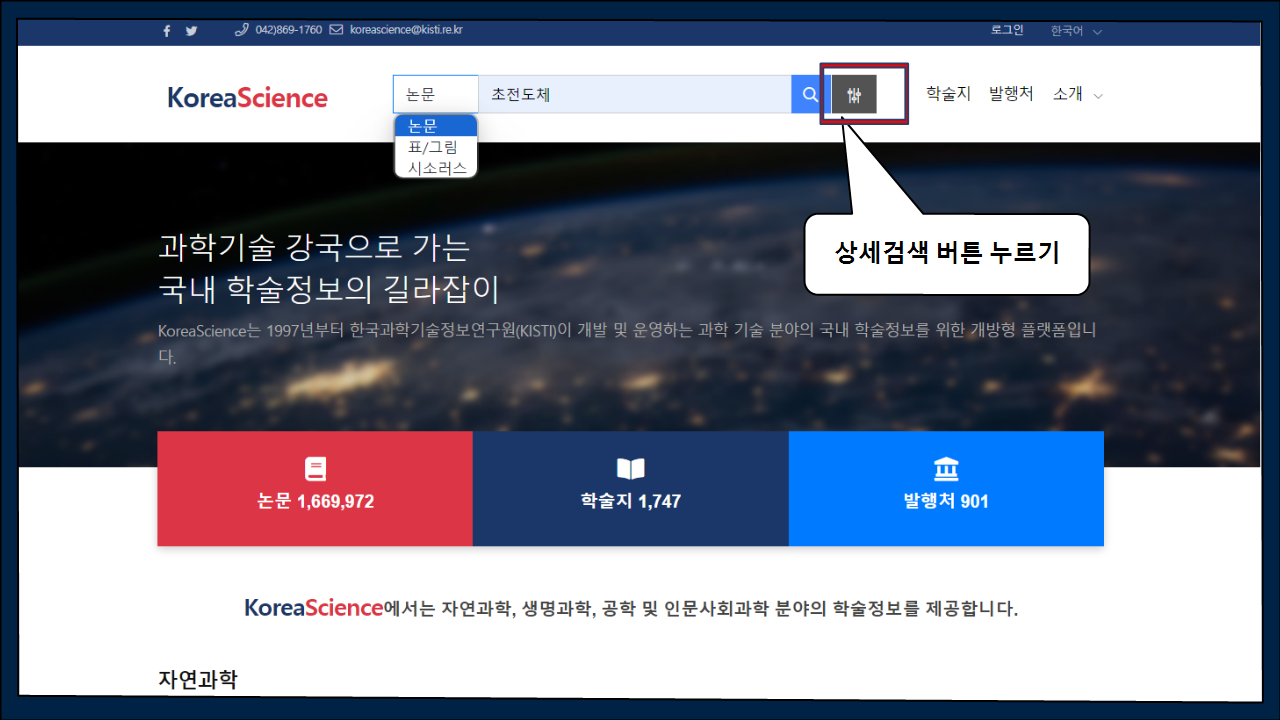 042)869-1760 koreascience@kisti.re.kr 로그인 한국어
KoreaScience 논문 초전도체 학술지 발행처 소개
논문
표/그림
시소러스
상세검색 버튼 누르기
과학기술 강국으로 가는
국내 학술정보의 길라잡이
KoreaScience는 1997년부터 한국과학기술정보연구원(KISTI)이 개발 및 운영하는 과학 기술 분야의 국내 학술정보를 위한 개방형 플랫폼입니
다.
논문 1,669,972 학술지 1,747 발행처 901
KoreaScience에서는 자연과학, 생명과학, 공학 및 인문사회과학 분야의 학술정보를 제공합니다.
자연과학